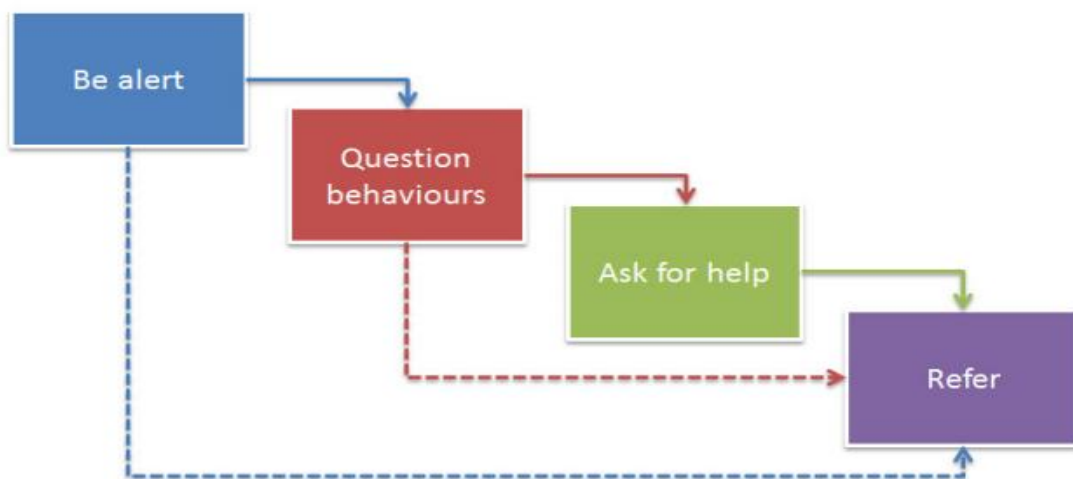 Be alert
Question
behaviours
Ask for help
Refer